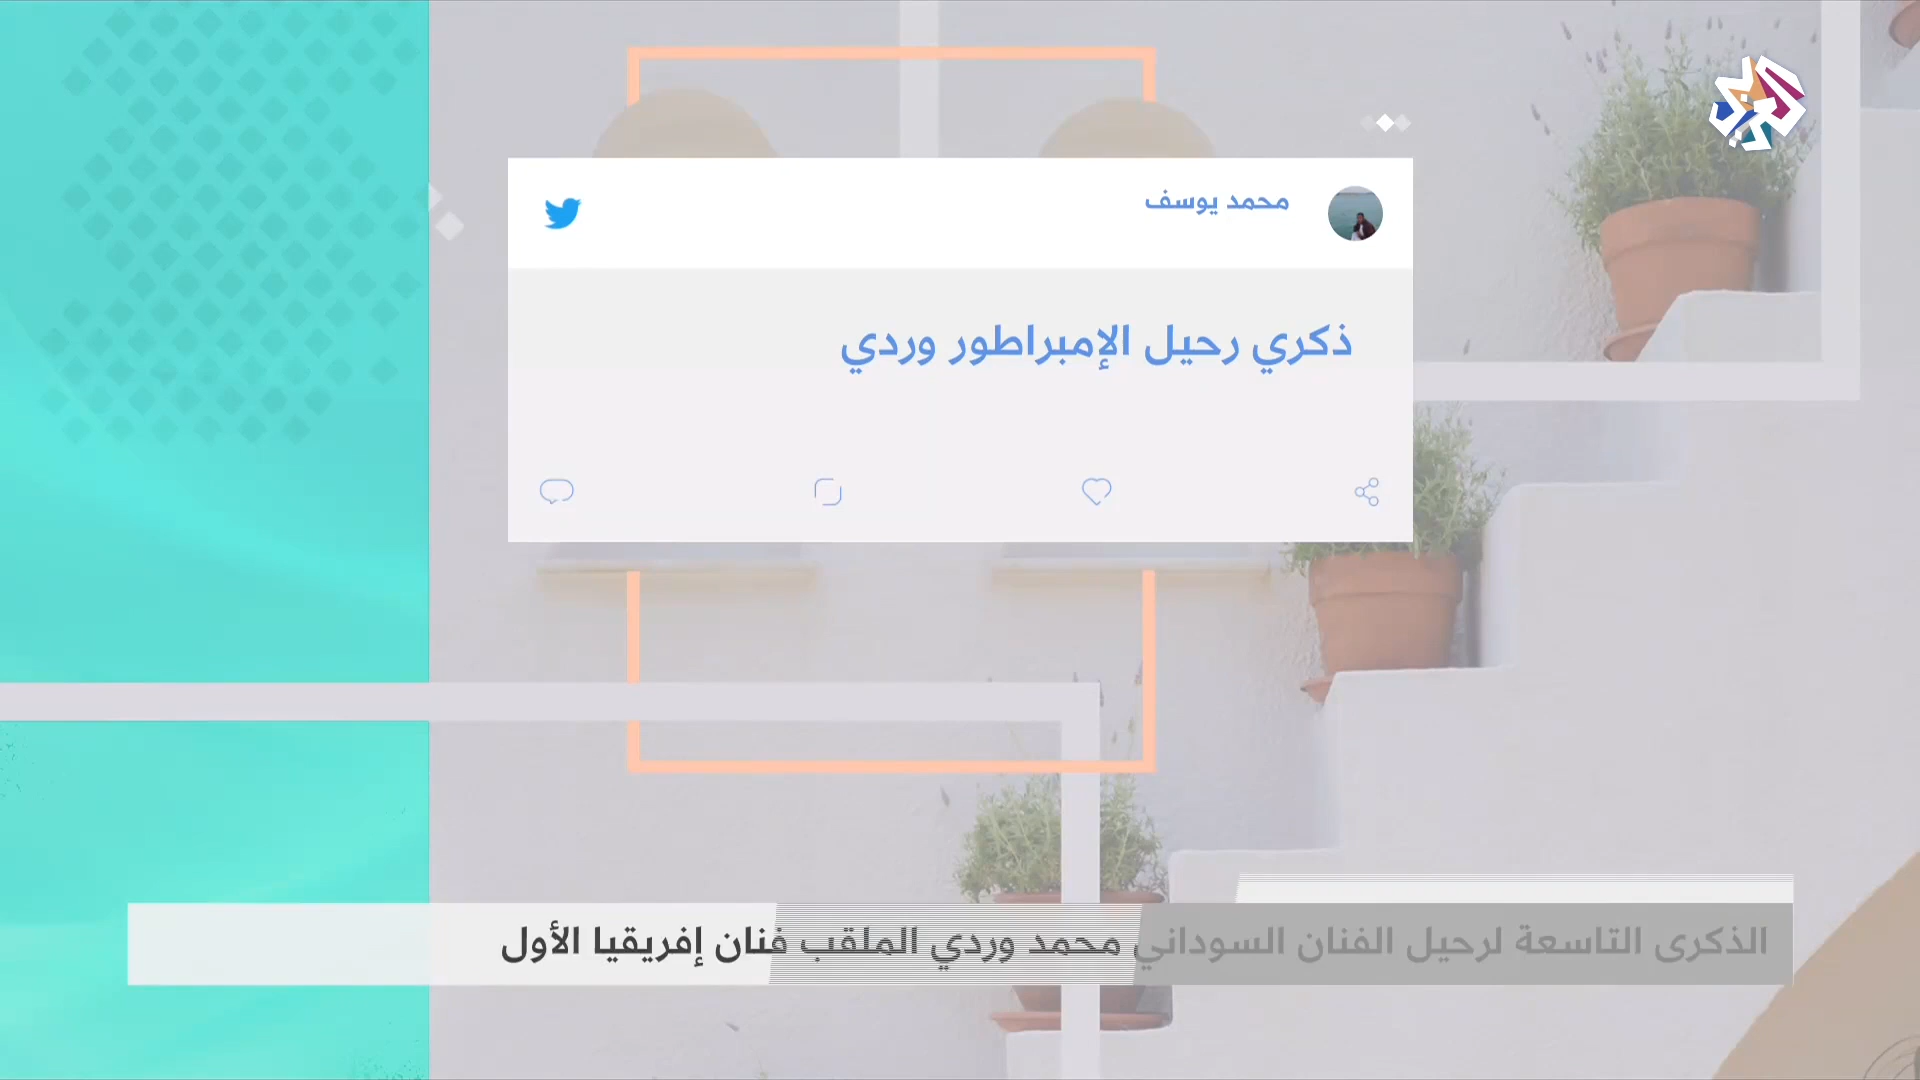 محمد يوسف
ذكري رحيل الإمبراطور وردي
الذكرى التاسعة لرحيل الفنان السوداني محمد وردي الملقب فنان إفريقيا الأول